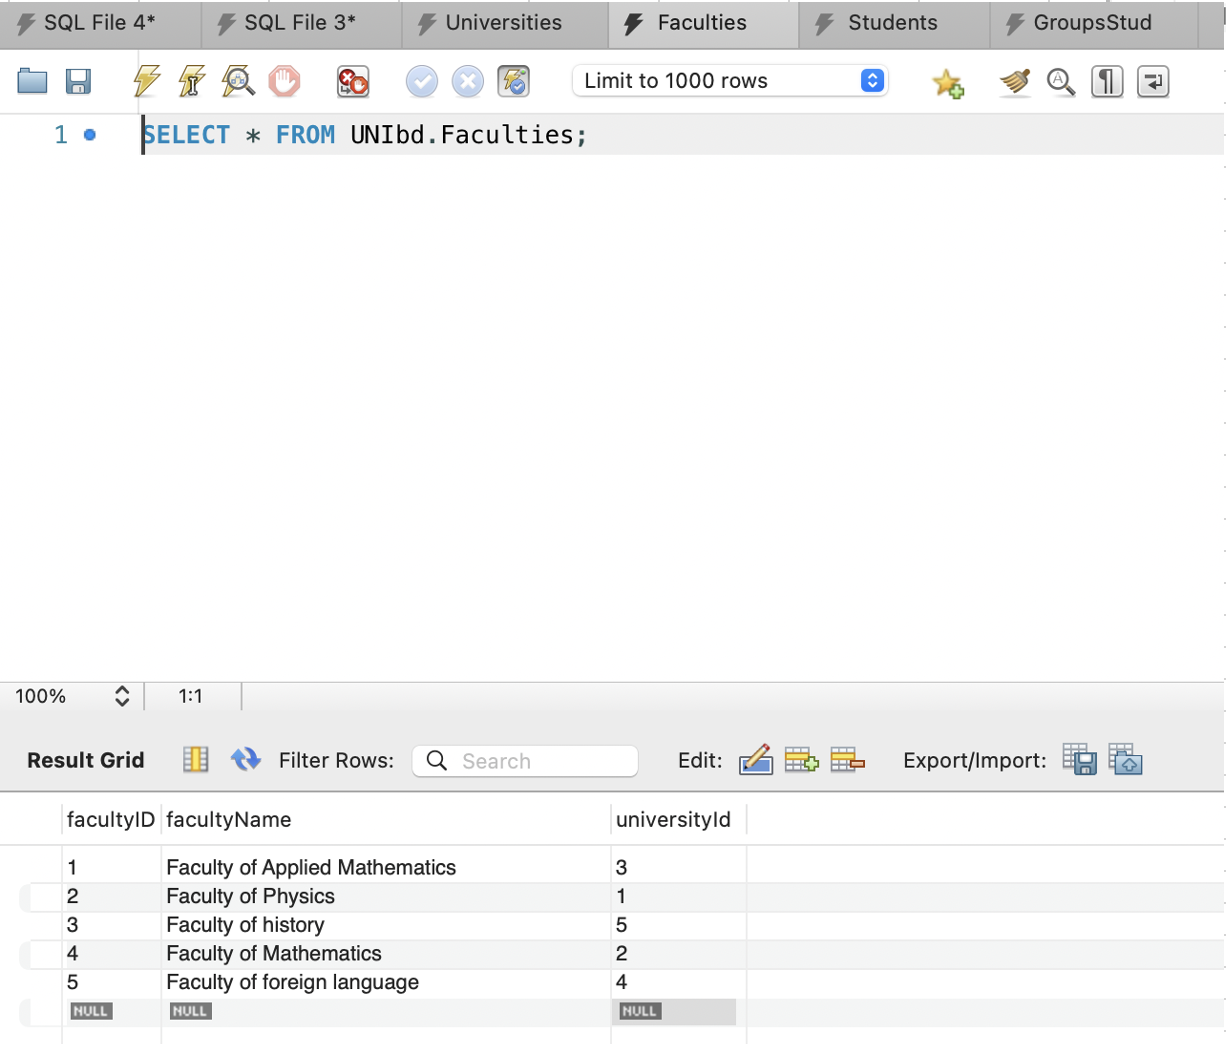 SQL File 4* SQL File 3* Universities Faculties Students GroupsStud
Limit to 1000 rows
1 SELECT * FROM UNIbd.Faculties;
100% 1:1
Result Grid Filter Rows: Search Edit: Export/Import:
facultyID facultyName universityId
1 Faculty of Applied Mathematics 3
2 Faculty of Physics 1
3 Faculty of history 5
4 Faculty of Mathematics 2
5 Faculty of foreign language 4
NULL NULL NULL